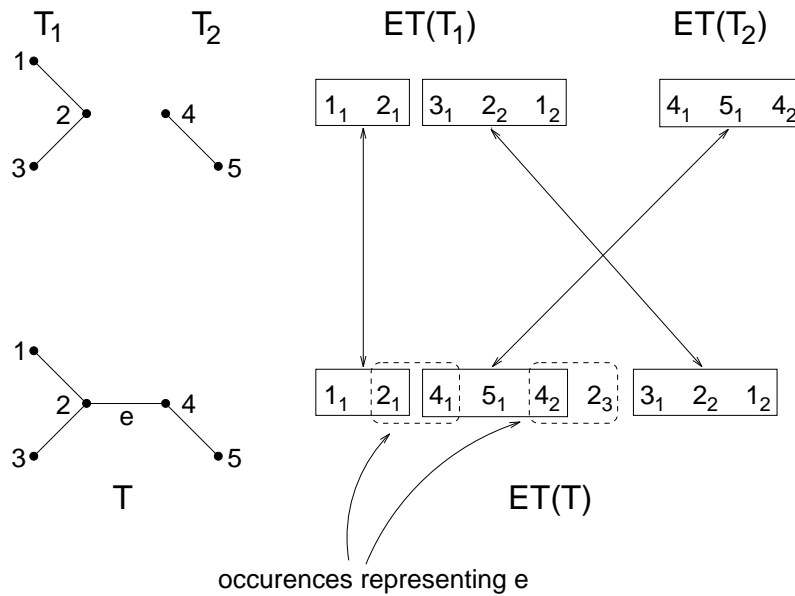 T₁ T₂ ET(T₁) ET(T₂)
1
2 4 1₁ 2₁ 3₁ 2₂ 1₂ 4₁ 5₁ 4₂
3 5
1
2 e 4 1₁ 2₁ 4₁ 5₁ 4₂ 2₃ 3₁ 2₂ 1₂
3 5
T ET(T)
occurences representing e